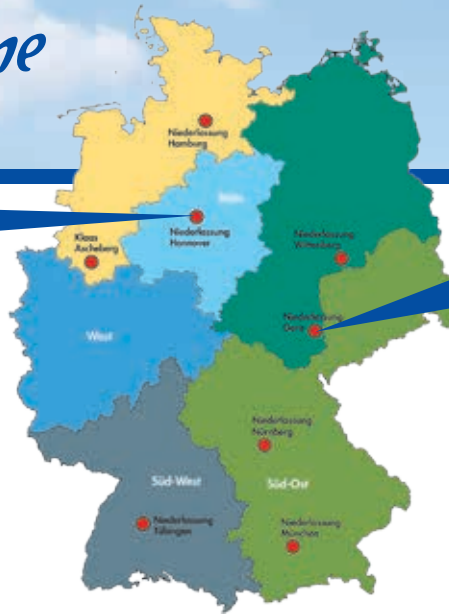 Niederlassung
Hamburg
Niederlassung
Hannover
Klaas
Ascheberg
Niederlassung
Wittenberg
West
Niederlassung
Gera
Niederlassung
Nürnberg
Süd-West
Süd-Ost
Niederlassung
Tübingen
Niederlassung
München